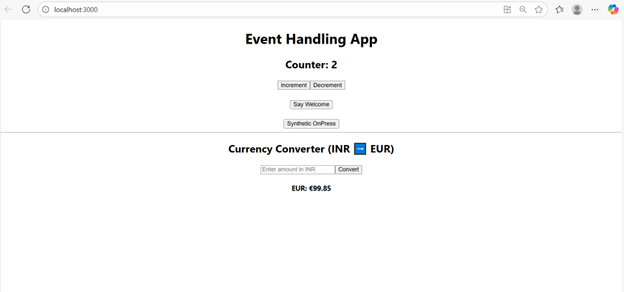 localhost:3000
Event Handling App
Counter: 2
Increment Decrement
Say Welcome
Synthetic OnPress
Currency Converter (INR ➡ EUR)
Enter amount in INR Convert
EUR: €99.85